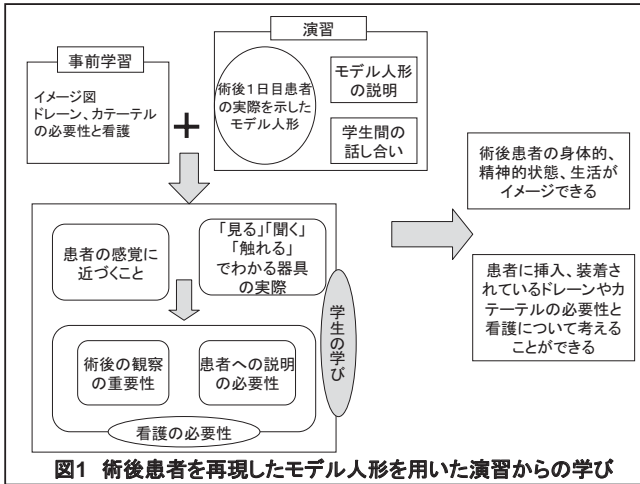 事前学習
イメージ図
ドレーン、カテーテル
の必要性と看護
+
演習
術後1日目患者
の実際を示した
モデル人形
モデル人形
の説明
学生間の
話し合い
患者の感覚に
近づくこと
「見る」「聞く」
「触れる」
でわかる器具
の実際
術後の観察
の重要性
患者への説明
の必要性
看護の必要性
学生の学び
術後患者の身体的、
精神的状態、生活が
イメージできる
患者に挿入、装着さ
れているドレーンやカ
テーテルの必要性と
看護について考える
ことができる
図1 術後患者を再現したモデル人形を用いた演習からの学び